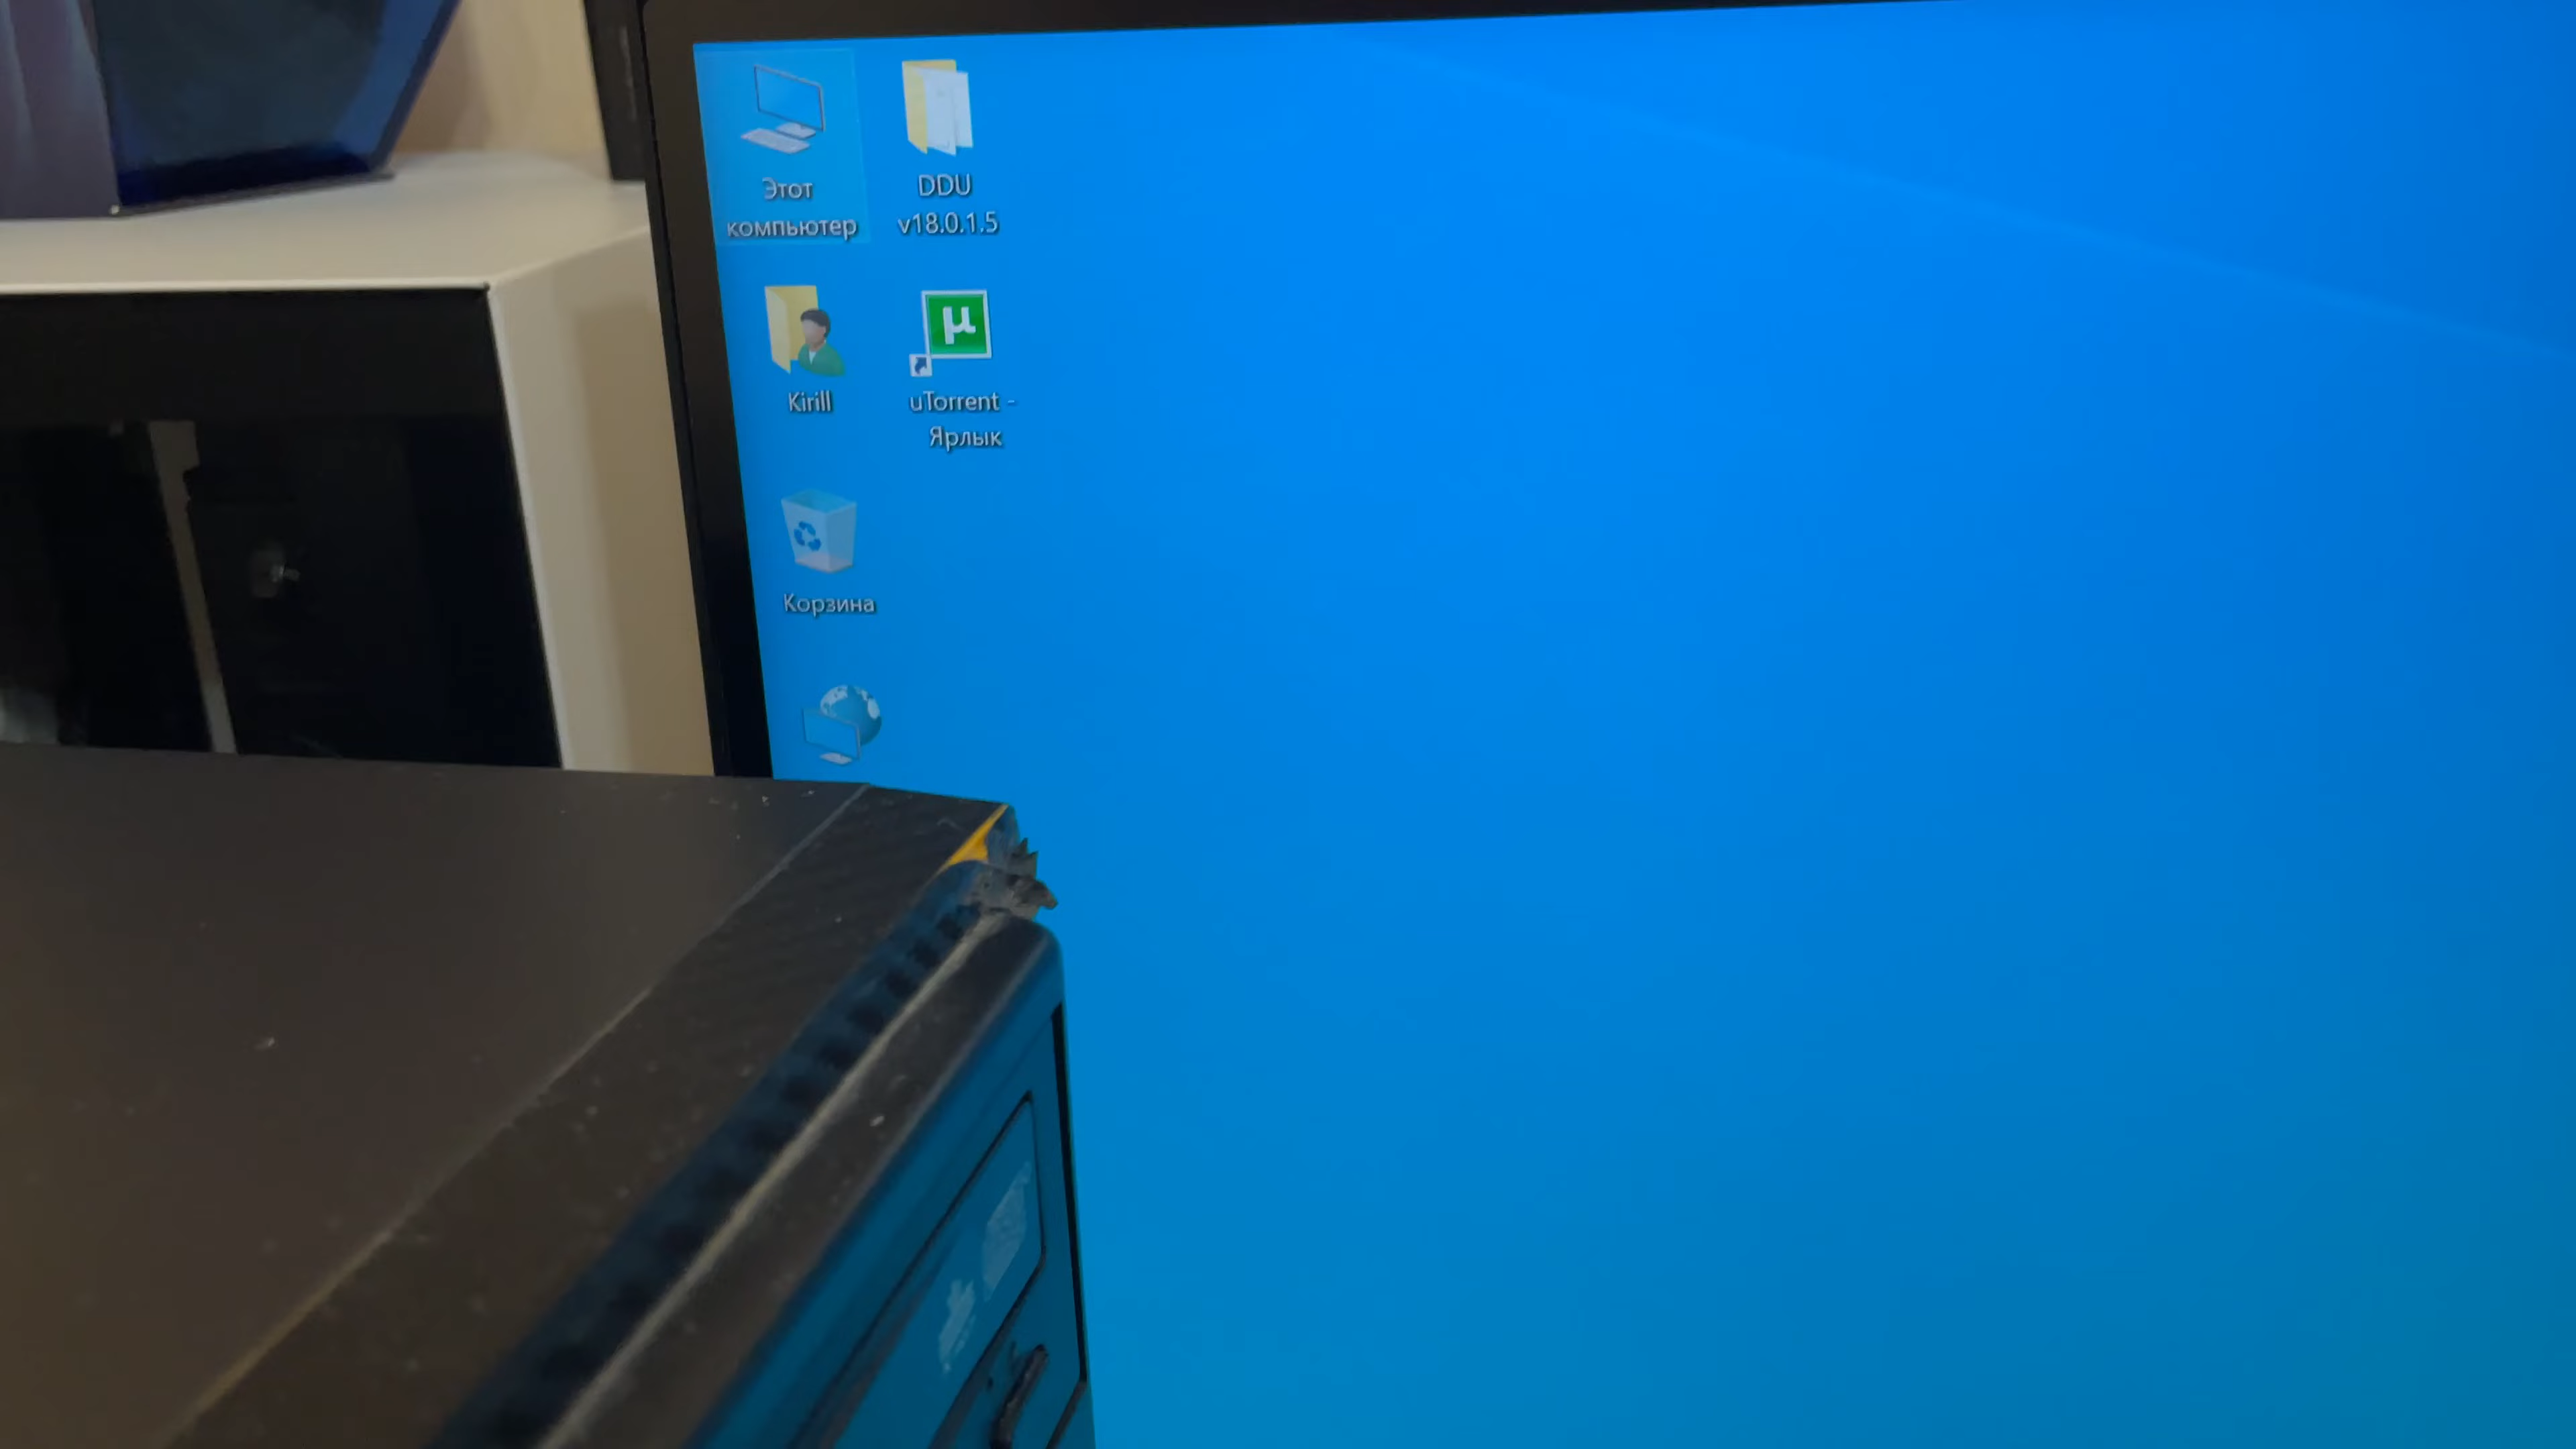 Этот
компьютер
DDU
v18.0.1.5
Kirill
µ
uTorrent -
Ярлык
Корзина